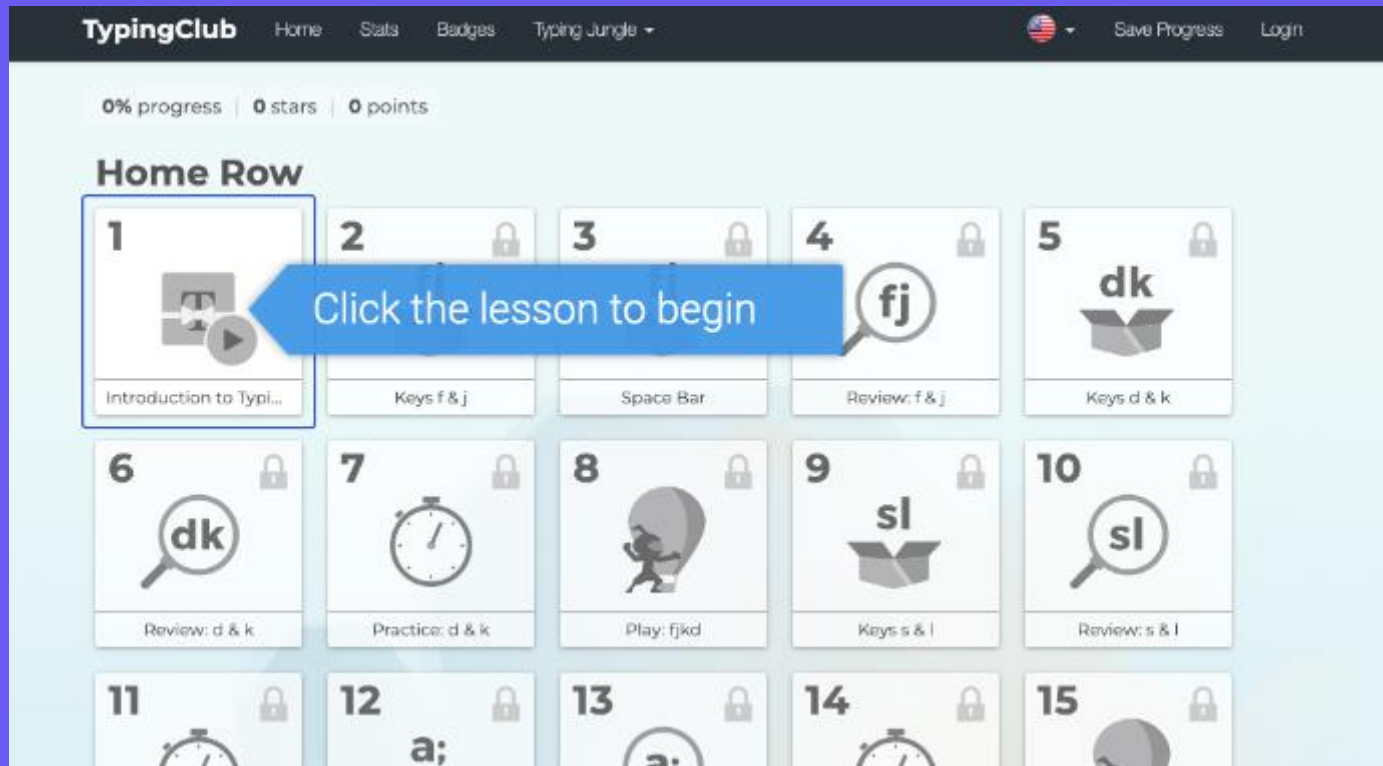 TypingClub Home Stats Badges Typing Jungle Save Progress Login
0% progress | 0 stars | 0 points
Home Row
1 2 3 4 5
fj dk
Click the lesson to begin
Introduction to Typi... Keys f & j Space Bar Review: f & j Keys d & k
6 7 8 9 10
dk sl sl
Review: d & k Practice: d & k Play: fjkd Keys s & l Review: s & l
11 12 13 14 15
a; a;